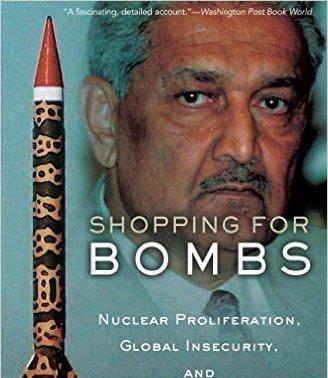 "A fascinating, detailed account."—Washington Post Book World
SHOPPING FOR
BOMBS
NUCLEAR PROLIFERATION,
GLOBAL INSECURITY,
AND